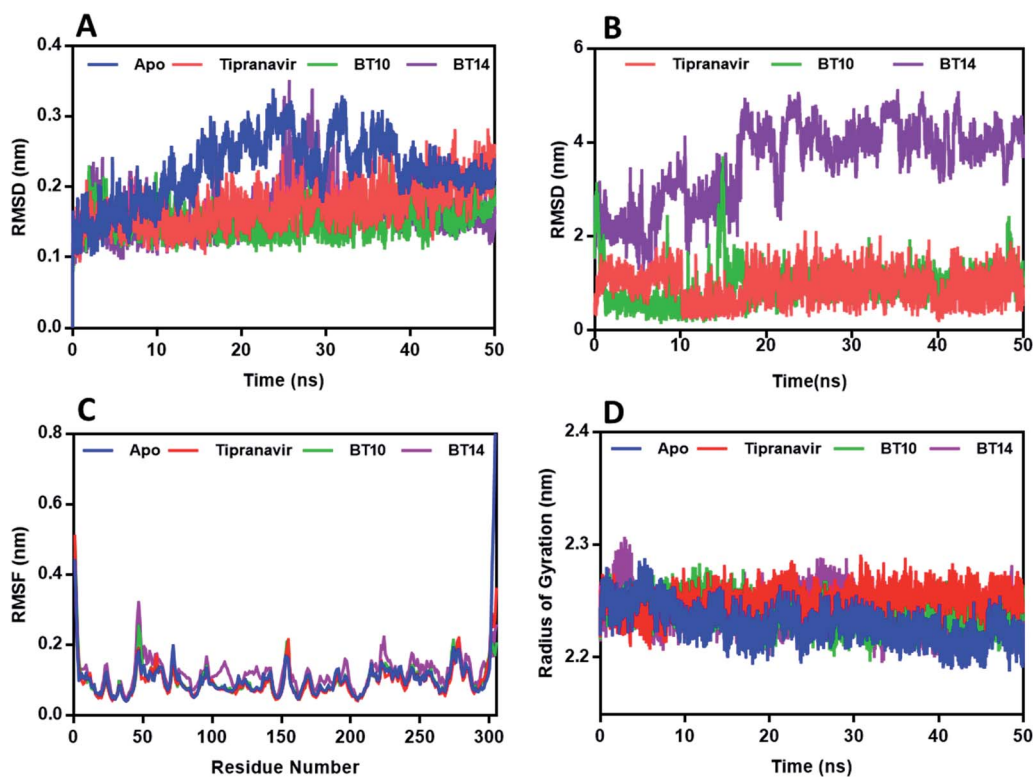 A
Apo Tipranavir BT10 BT14
RMSD (nm)
0.4
0.3
0.2
0.1
0.0
0 10 20 30 40 50
Time (ns)
B
Tipranavir BT10 BT14
RMSD (nm)
6
4
2
0
0 10 20 30 40 50
Time(ns)
C
Apo Tipranavir BT10 BT14
RMSF (nm)
0.8
0.6
0.4
0.2
0.0
0 50 100 150 200 250 300
Residue Number
D
Apo Tipranavir BT10 BT14
Radius of Gyration (nm)
2.4
2.3
2.2
0 10 20 30 40 50
Time (ns)